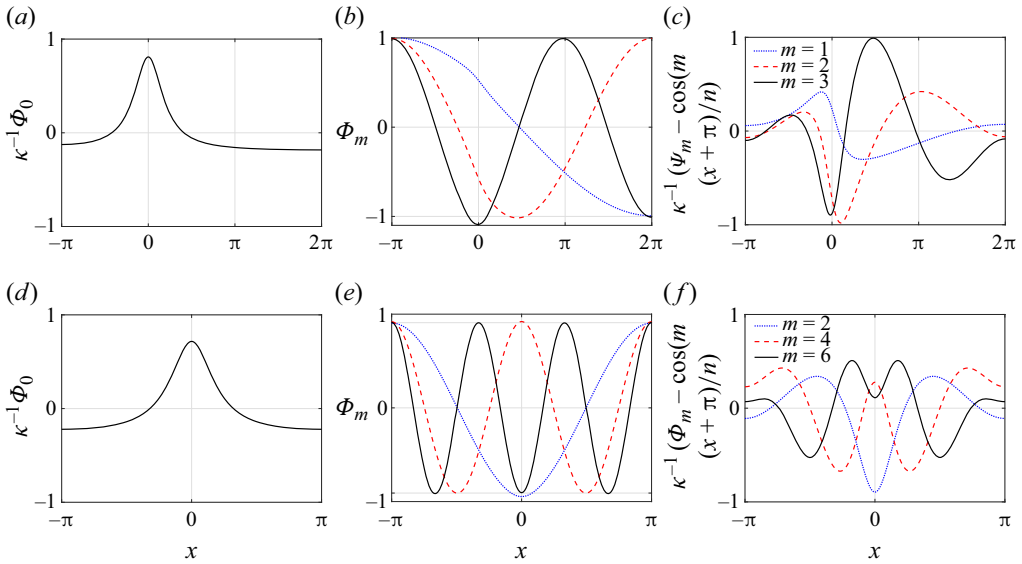 (a)
1
κ⁻¹Φ₀
0
−1
−π
0
π
2π
(b)
1
Φₘ
0
−1
−π
0
π
2π
(c)
1
m = 1
m = 2
m = 3
κ⁻¹ (Ψₘ − cos(m
(x + π)/n)
0
−1
−π
0
π
2π
(d)
1
κ⁻¹Φ₀
0
−1
−π
0
π
x
(e)
1
Φₘ
0
−1
−π
0
π
x
(f)
1
m = 2
m = 4
m = 6
κ⁻¹ (Φₘ − cos(m
(x + π)/n)
0
−1
−π
0
π
x